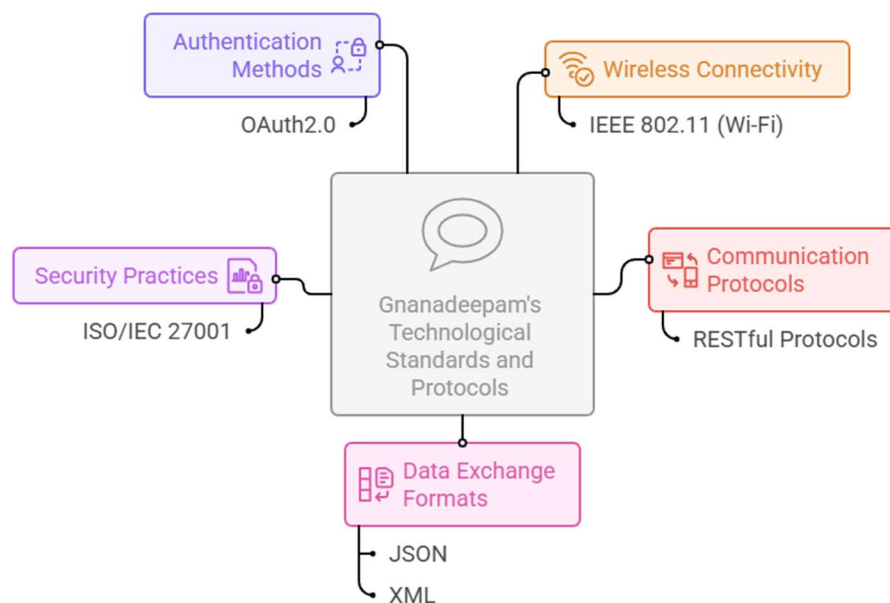 Authentication
Methods
OAuth2.0
Wireless Connectivity
IEEE 802.11 (Wi-Fi)
Security Practices
ISO/IEC 27001
Gnanadeepam's
Technological
Standards and
Protocols
Communication
Protocols
RESTful Protocols
Data Exchange
Formats
JSON
XML